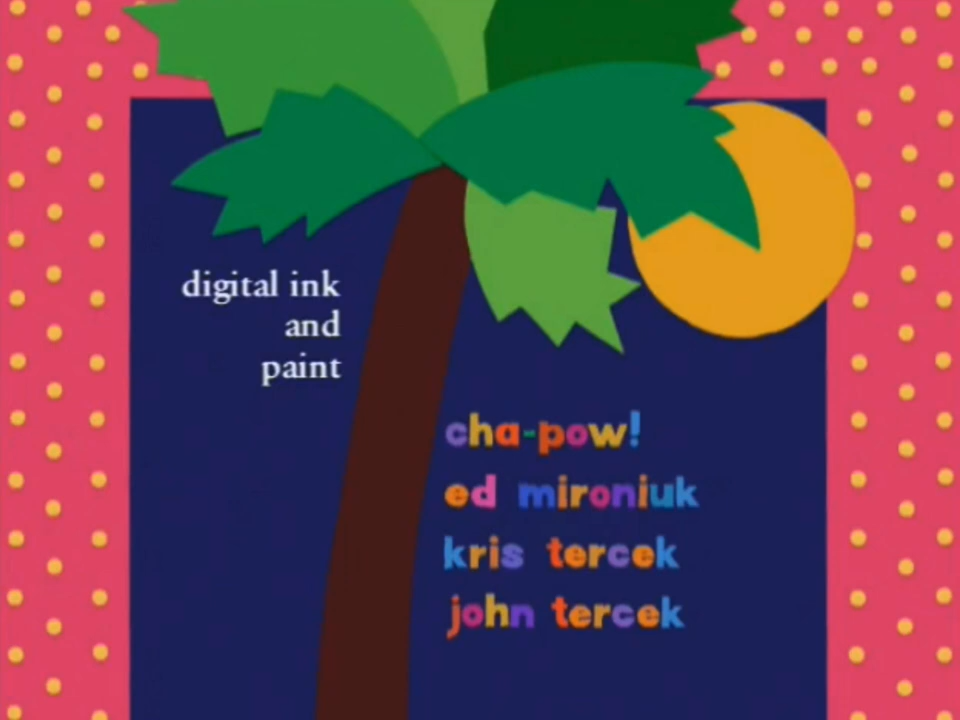 digital ink
and
paint
cha-pow!
ed mironiuk
kris tercek
john tercek